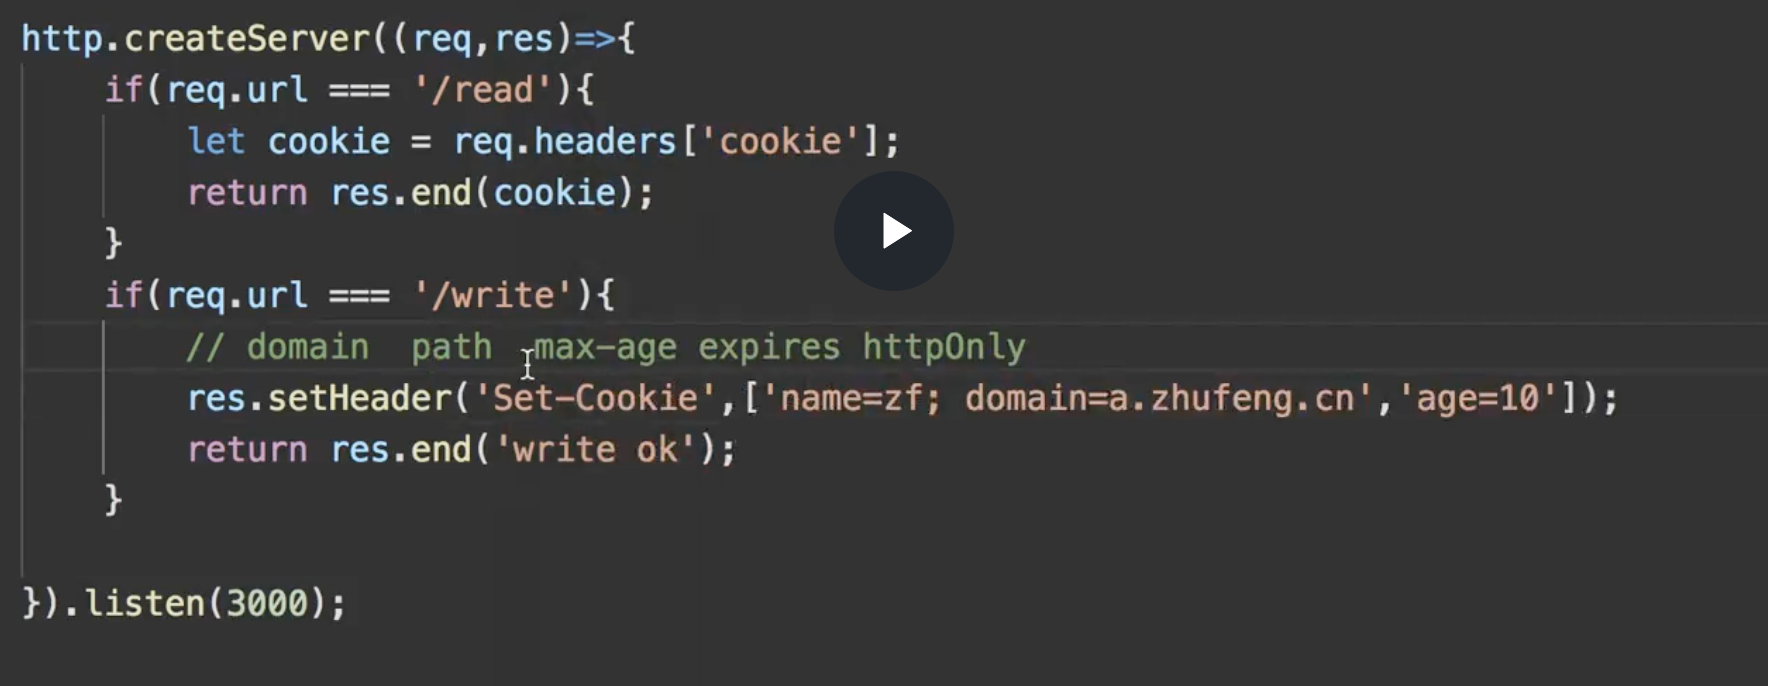 http.createServer((req,res)=>{
    if(req.url === '/read'){
        let cookie = req.headers['cookie'];
        return res.end(cookie);
    }
    if(req.url === '/write'){
        // domain  path  max-age expires httpOnly
        res.setHeader('Set-Cookie',['name=zf; domain=a.zhufeng.cn','age=10']);
        return res.end('write ok');
    }
}).listen(3000);